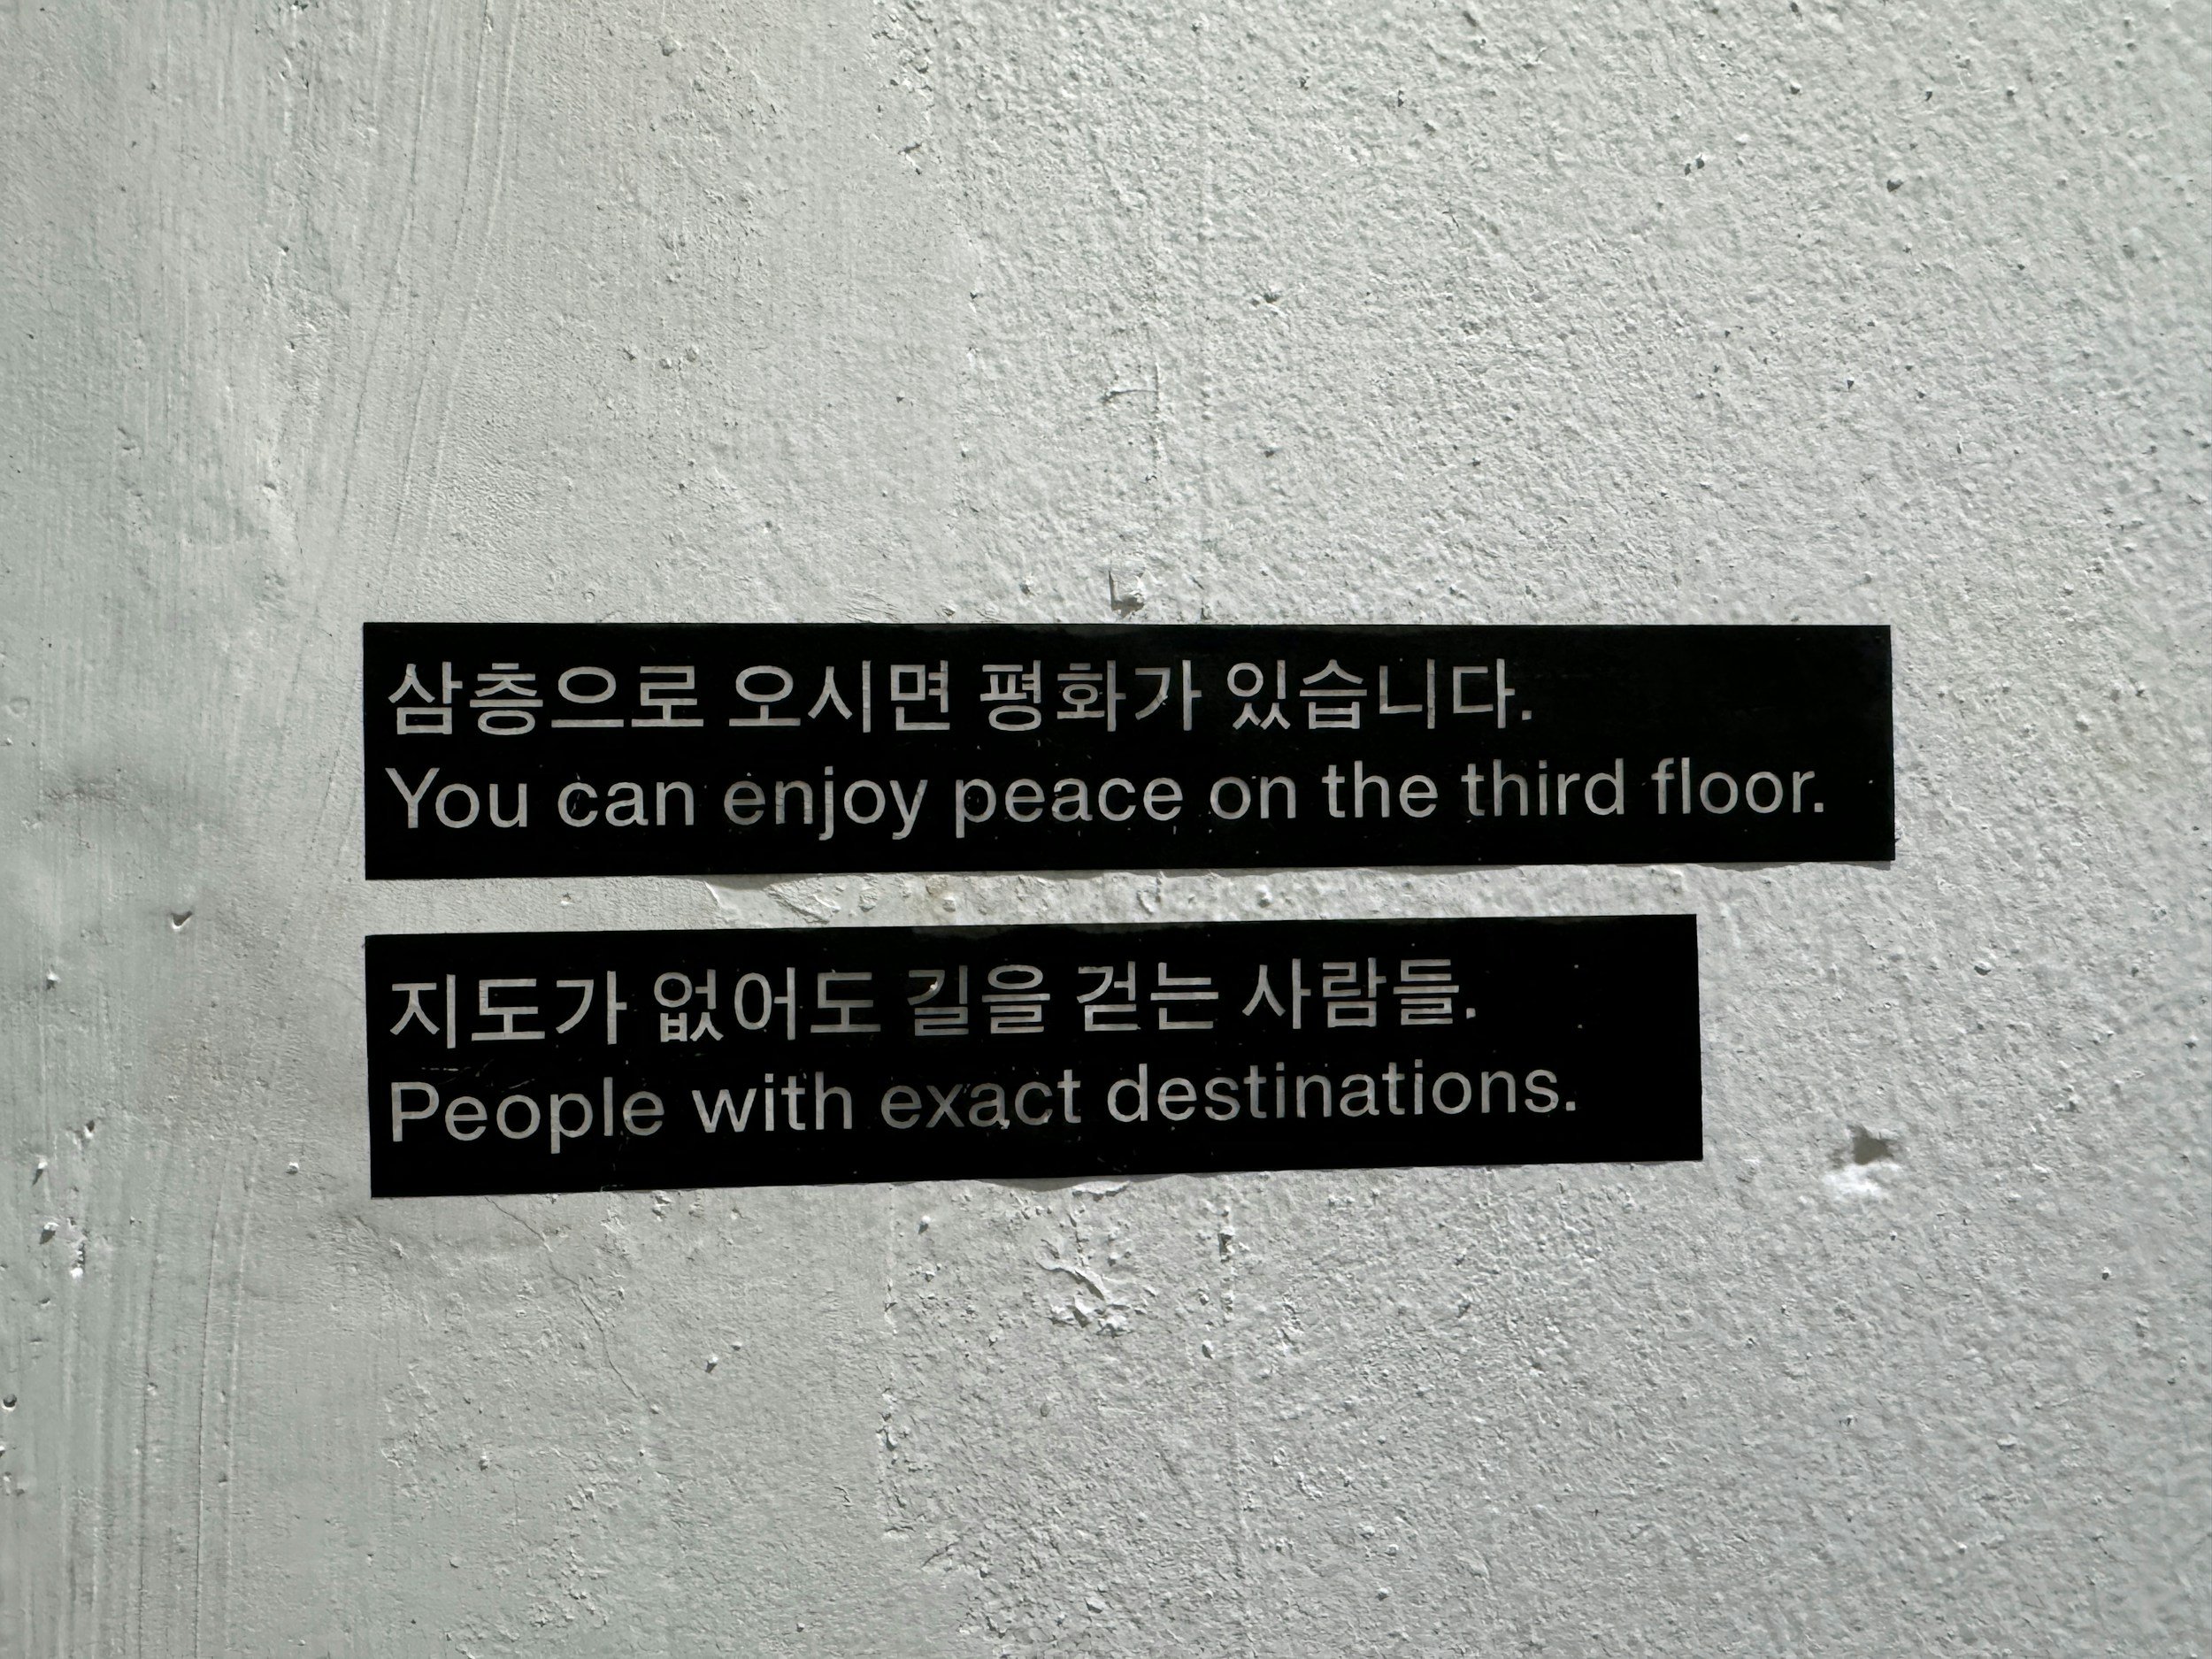 삼층으로 오시면 평화가 있습니다.
You can enjoy peace on the third floor.
지도가 없어도 길을 걷는 사람들.
People with exact destinations.